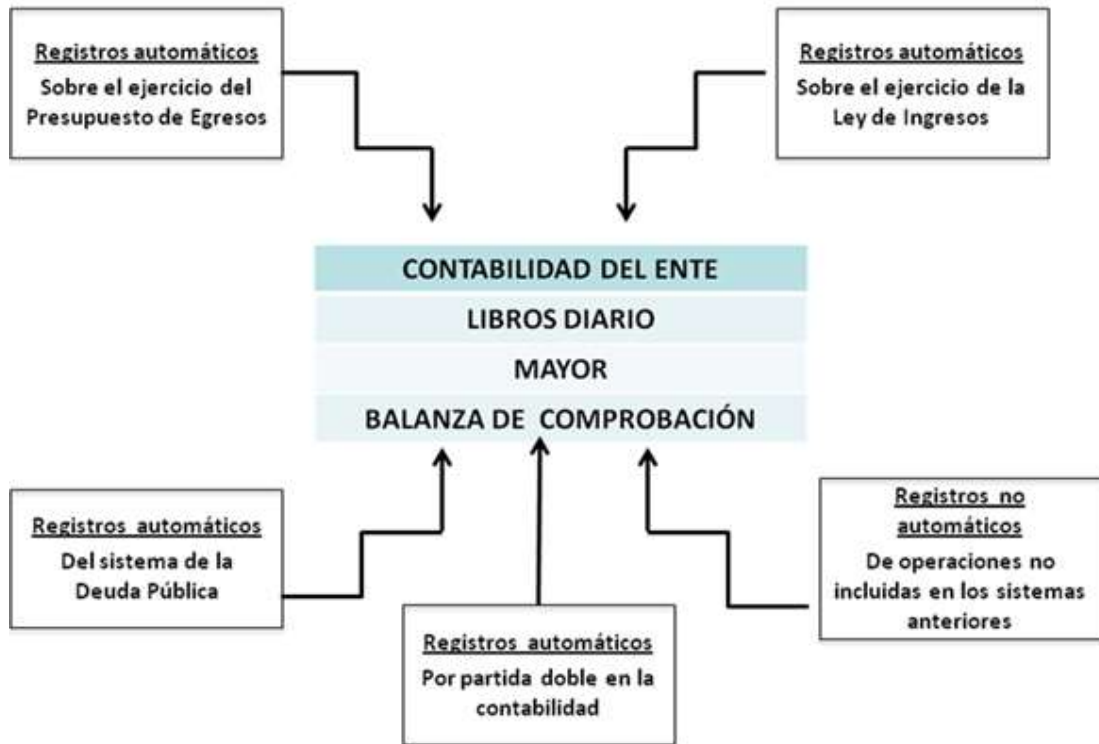 Registros automáticos
Sobre el ejercicio del
Presupuesto de Egresos
Registros automáticos
Sobre el ejercicio de la
Ley de Ingresos
CONTABILIDAD DEL ENTE
LIBROS DIARIO
MAYOR
BALANZA DE COMPROBACIÓN
Registros automáticos
Del sistema de la
Deuda Pública
Registros automáticos
Por partida doble en la
contabilidad
Registros no
automáticos
De operaciones no
incluidas en los sistemas
anteriores